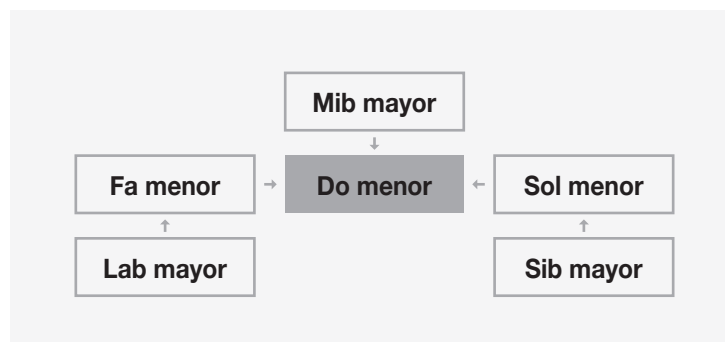 Mib mayor
Fa menor
Do menor
Sol menor
Lab mayor
Sib mayor